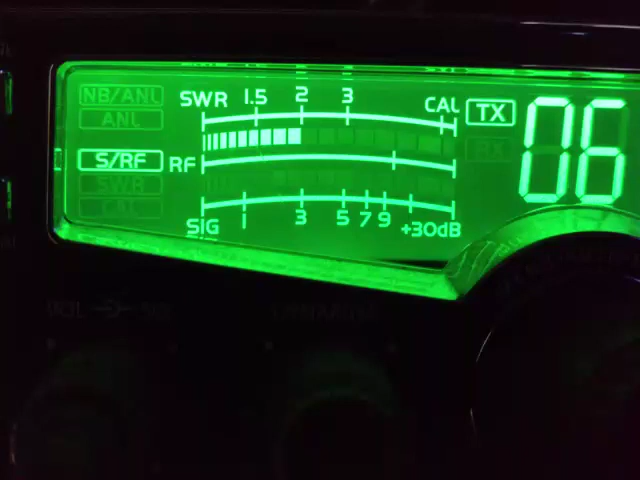 NB/ANL
SWR 1.5 2 3 CAL TX 06
ANL
S/RF RF
RX
SWR
CAL
SIG 1 3 5 7 9 +30dB